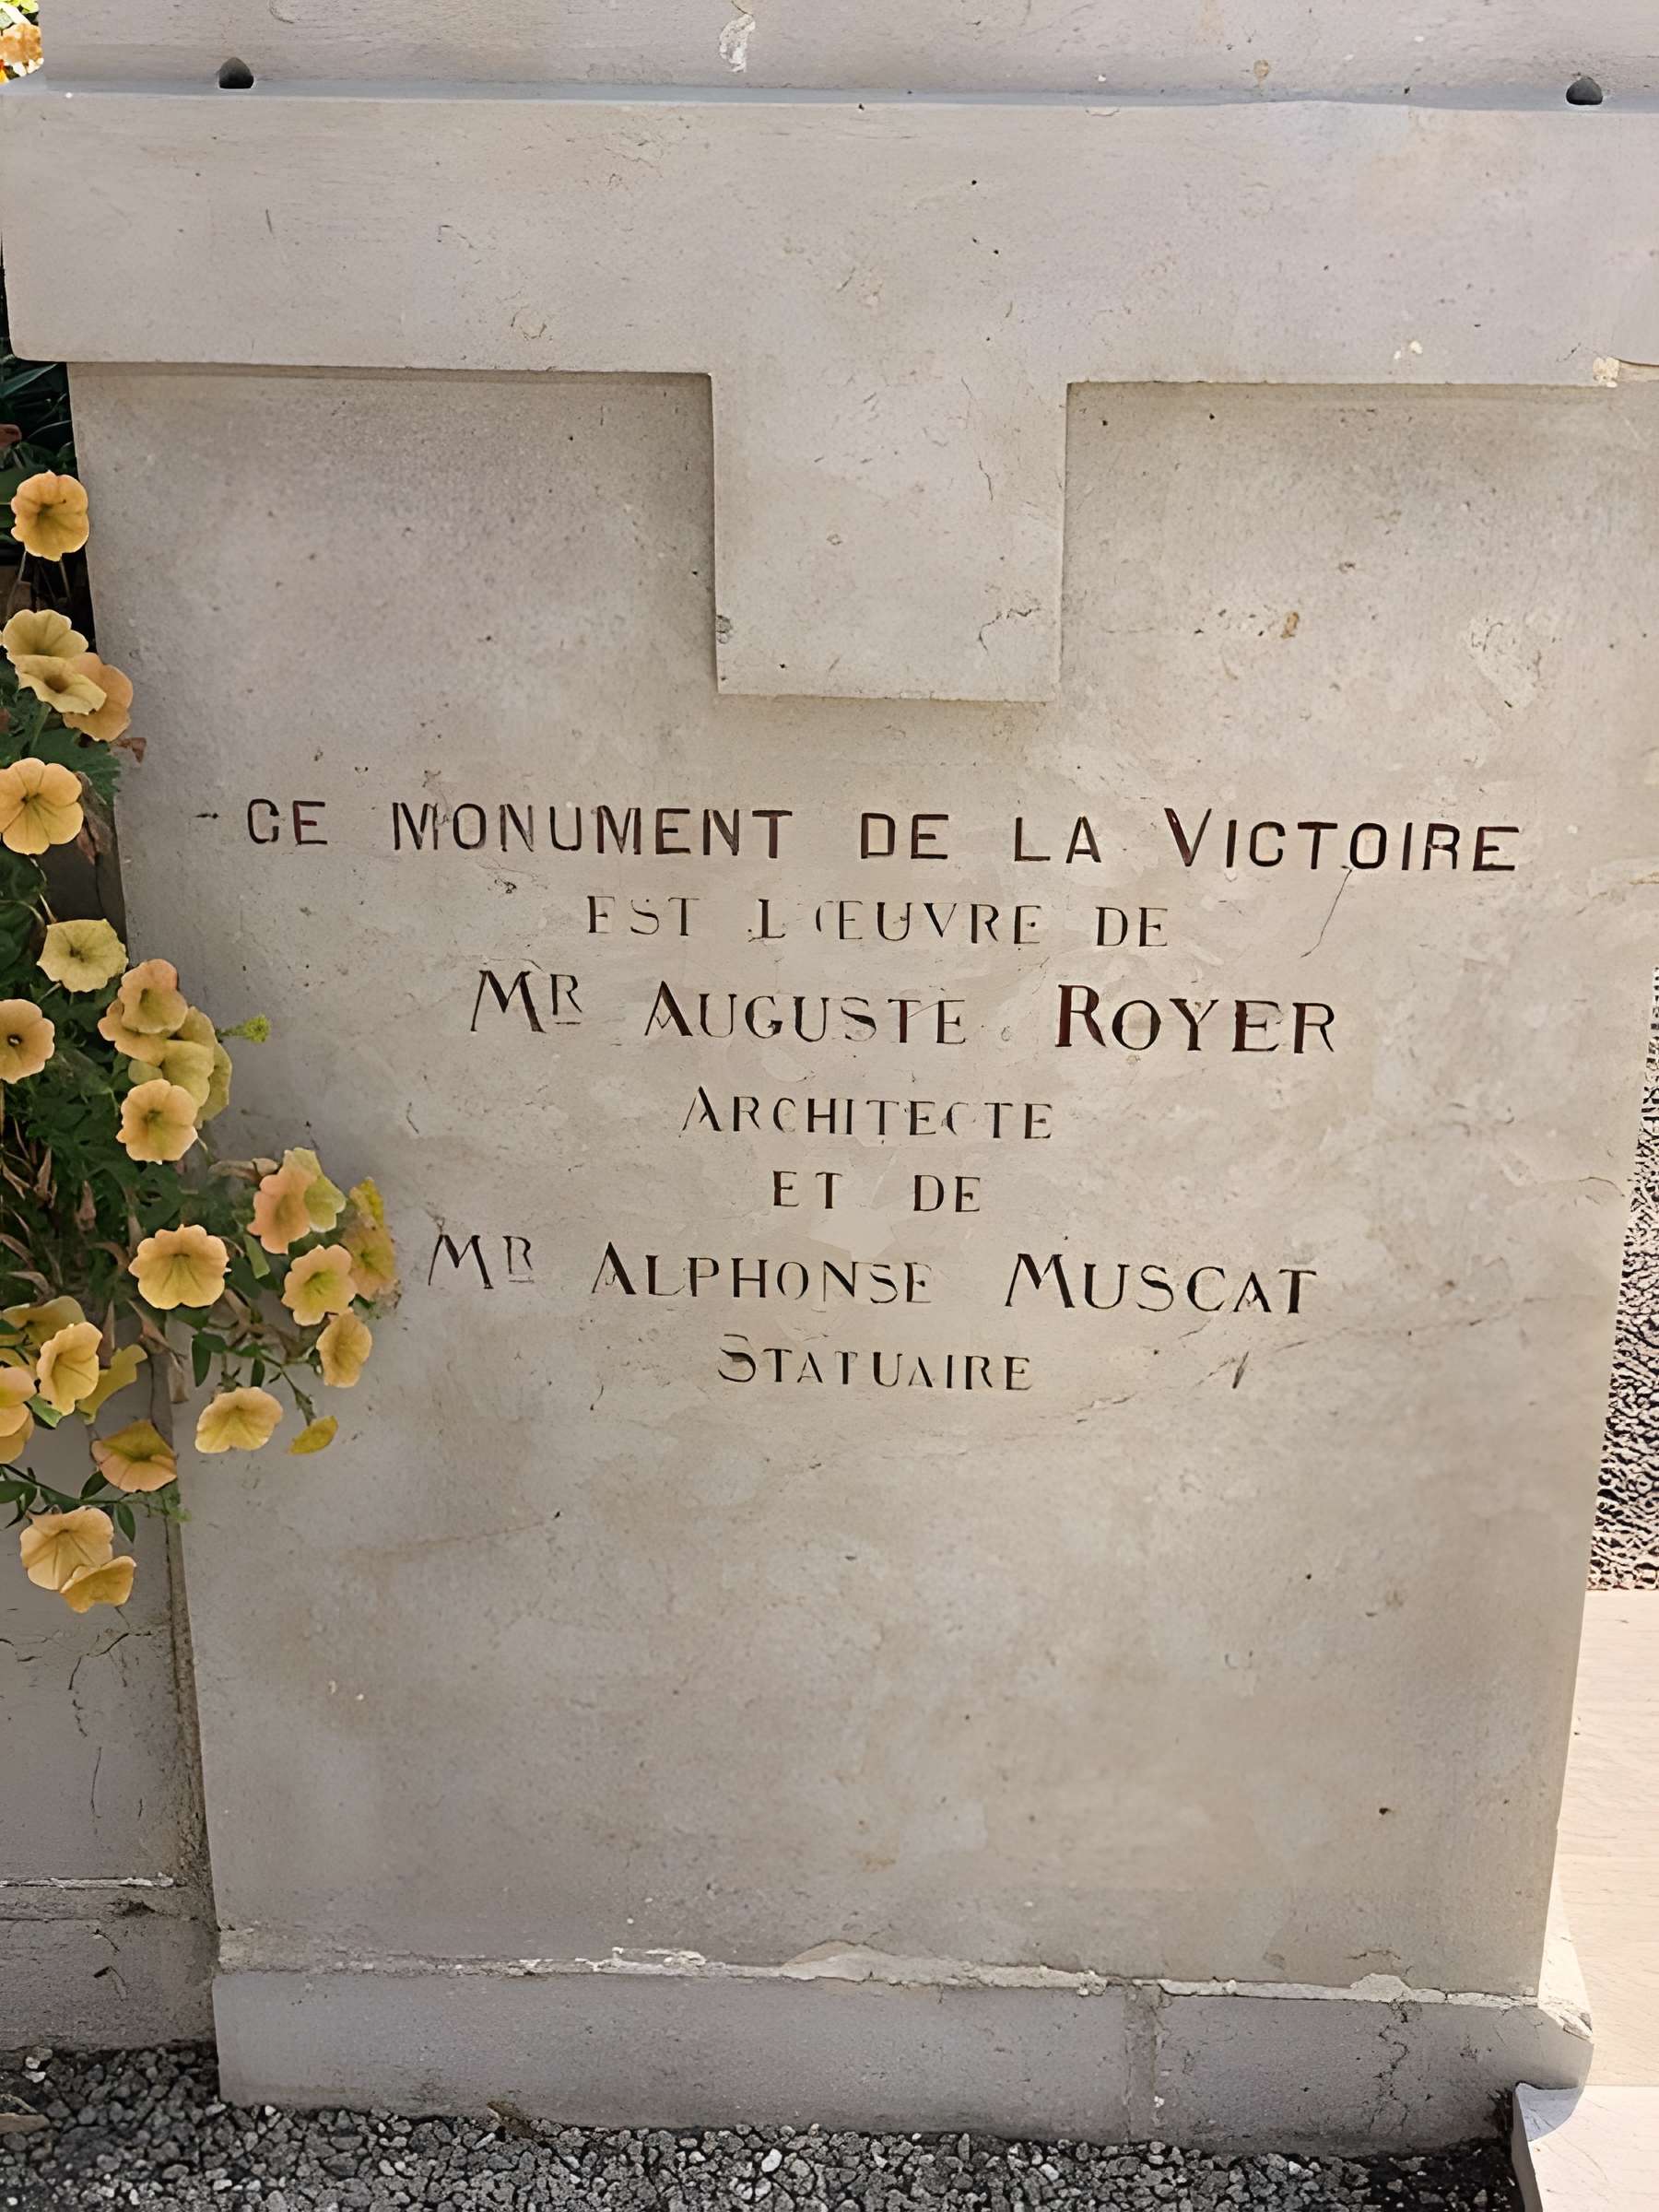 CE MONUMENT DE LA VICTOIRE
EST L'ŒUVRE DE
MR AUGUSTE ROYER
ARCHITECTE
ET DE
MR ALPHONSE MUSCAT
STATUAIRE